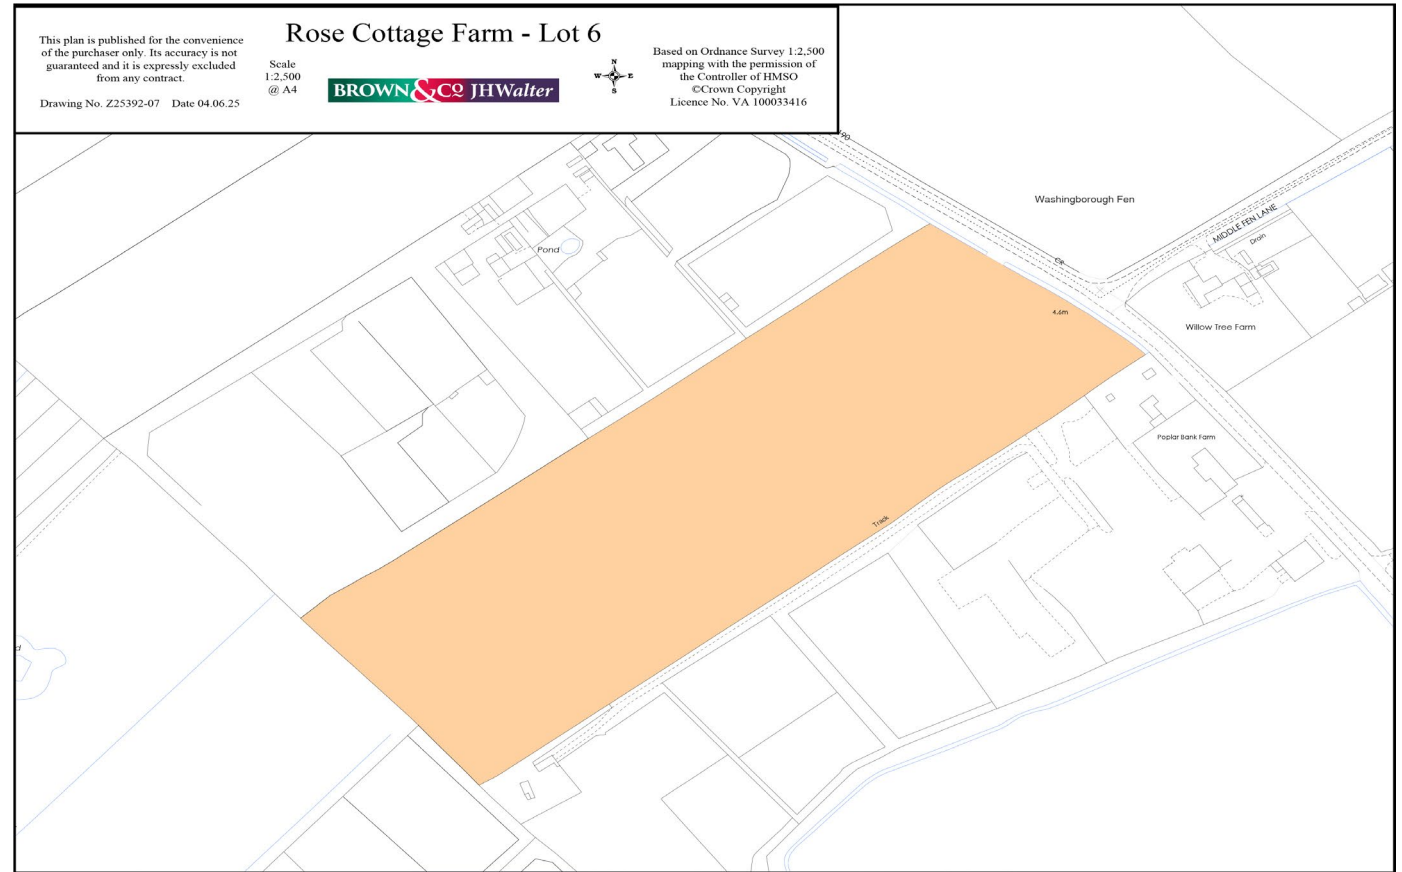 This plan is published for the convenience
of the purchaser only. Its accuracy is not
guaranteed and it is expressly excluded
from any contract.
Drawing No. Z25392-07 Date 04.06.25
Rose Cottage Farm - Lot 6
Scale
1:2,500
@ A4
BROWN&CO JHWalter
N
W E
S
Based on Ordnance Survey 1:2,500
mapping with the permission of
the Controller of HMSO
©Crown Copyright
Licence No. VA 100033416
Washingborough Fen
MIDDLE FEN LANE
Drain
Pond
CR
4.6m
Willow Tree Farm
Poplar Bank Farm
Track